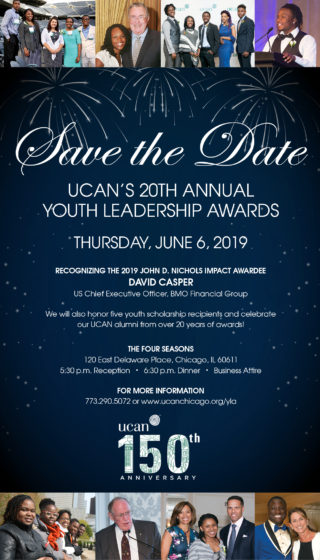 Save the Date
UCAN'S 20TH ANNUAL
YOUTH LEADERSHIP AWARDS
THURSDAY, JUNE 6, 2019
RECOGNIZING THE 2019 JOHN D. NICHOLS IMPACT AWARDEE
DAVID CASPER
US Chief Executive Officer, BMO Financial Group
We will also honor five youth scholarship recipients and celebrate
our UCAN alumni from over 20 years of awards!
THE FOUR SEASONS
120 East Delaware Place, Chicago, IL 60611
5:30 p.m. Reception • 6:30 p.m. Dinner • Business Attire
FOR MORE INFORMATION
773.290.5072 or www.ucanchicago.org/yla
ucan
150th
ANNIVERSARY